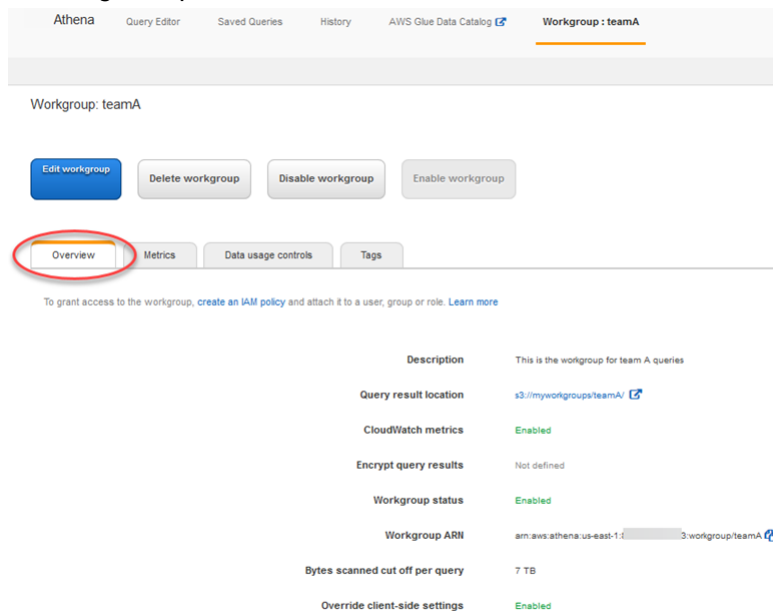 Athena Query Editor Saved Queries History AWS Glue Data Catalog Workgroup : teamA
Workgroup: teamA
Edit workgroup Delete workgroup Disable workgroup Enable workgroup
Overview Metrics Data usage controls Tags
To grant access to the workgroup, create an IAM policy and attach it to a user, group or role. Learn more
Description This is the workgroup for team A queries
Query result location s3://myworkgroups/teamA/
CloudWatch metrics Enabled
Encrypt query results Not defined
Workgroup status Enabled
Workgroup ARN arn:aws:athena:us-east-1: 3:workgroup/teamA
Bytes scanned cut off per query 7 TB
Override client-side settings Enabled